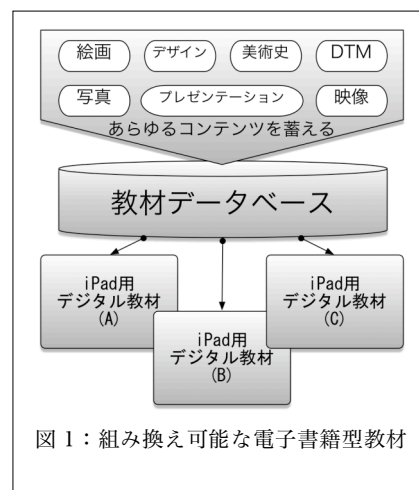 絵画 デザイン 美術史 DTM
写真 プレゼンテーション 映像
あらゆるコンテンツを蓄える
教材データベース
iPad用
デジタル教材
(A)
iPad用
デジタル教材
(B)
iPad用
デジタル教材
(C)
図 1：組み換え可能な電子書籍型教材